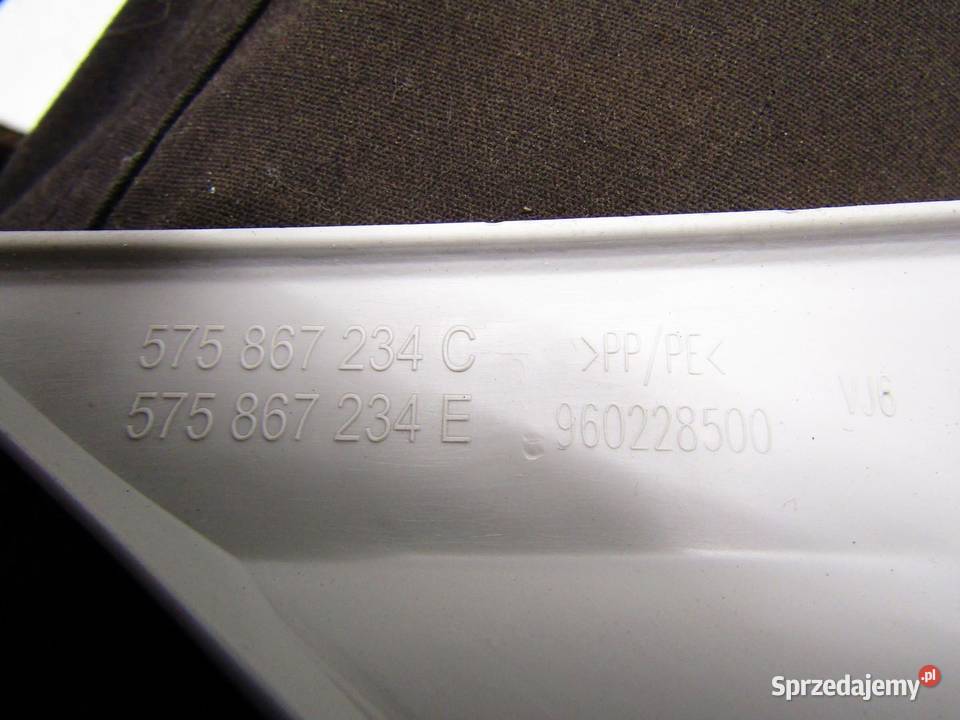 575 867 234 C
>PP/PE<
575 867 234 E
960228500
VJ6
Sprzedajemy.pl